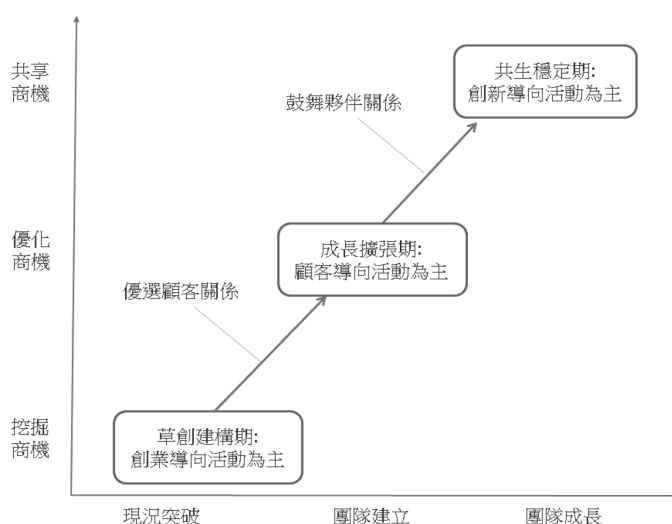 共享
商機
共生穩定期:
創新導向活動為主
鼓舞夥伴關係
優化
商機
成長擴張期:
顧客導向活動為主
優選顧客關係
挖掘
商機
草創建構期:
創業導向活動為主
現況突破
團隊建立
團隊成長